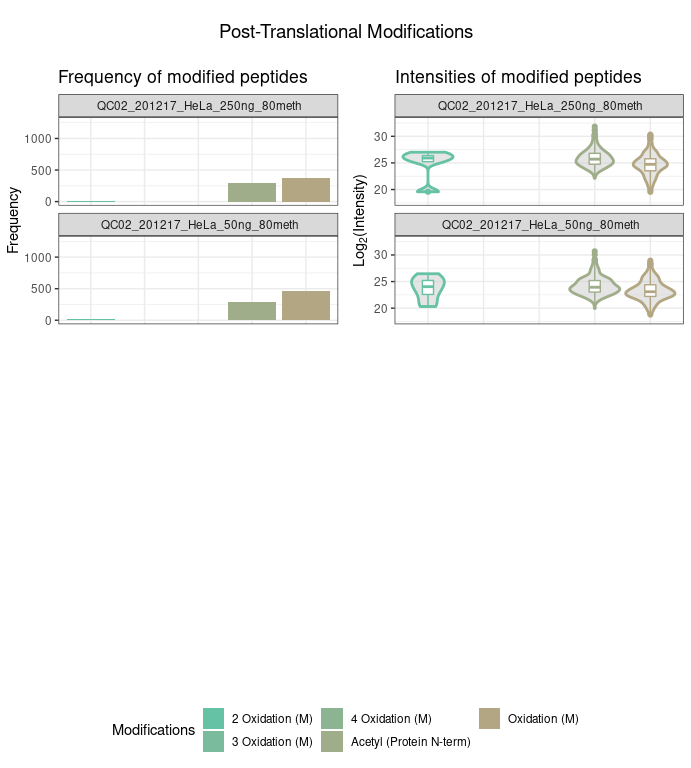 Post-Translational Modifications
Frequency of modified peptides
QC02_201217_HeLa_250ng_80meth
1000
500
0
QC02_201217_HeLa_50ng_80meth
1000
500
0
Frequency
Intensities of modified peptides
QC02_201217_HeLa_250ng_80meth
30
25
20
QC02_201217_HeLa_50ng_80meth
30
25
20
Log2(Intensity)
Modifications
2 Oxidation (M)
4 Oxidation (M)
Oxidation (M)
3 Oxidation (M)
Acetyl (Protein N-term)